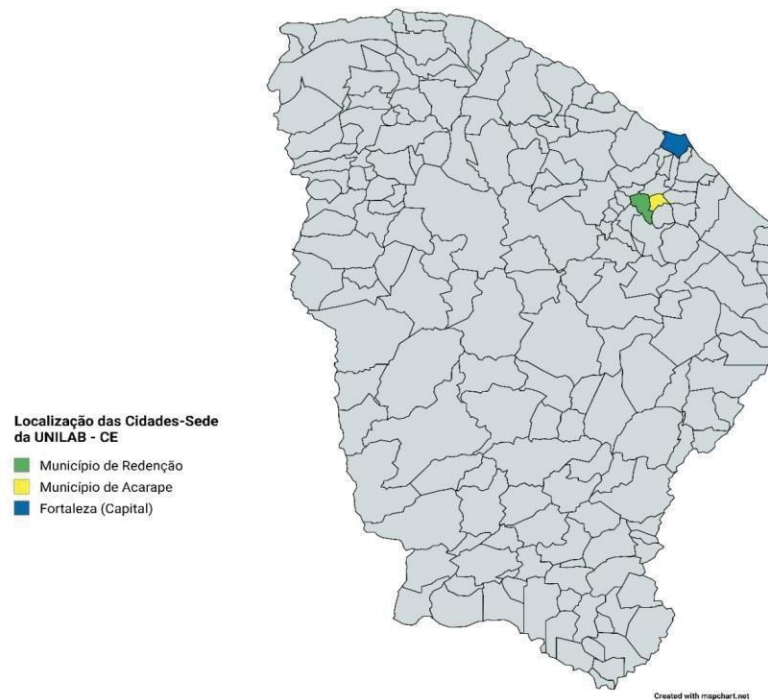 Localização das Cidades-Sede
da UNILAB - CE
Município de Redenção
Município de Acarape
Fortaleza (Capital)
Created with mapchart.net